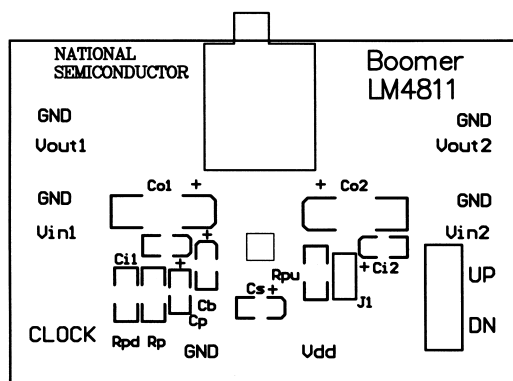 NATIONAL
SEMICONDUCTOR
Boomer
LM4811
GND
Vout1
GND
Vout2
GND
Vin1
Co1 +
+ Co2
GND
Vin2
Ci1
+
+
Cb
Cp
Cs+
Rpu
J1
+
Ci2
UP
DN
CLOCK
Rpd
Rp
GND
Vdd